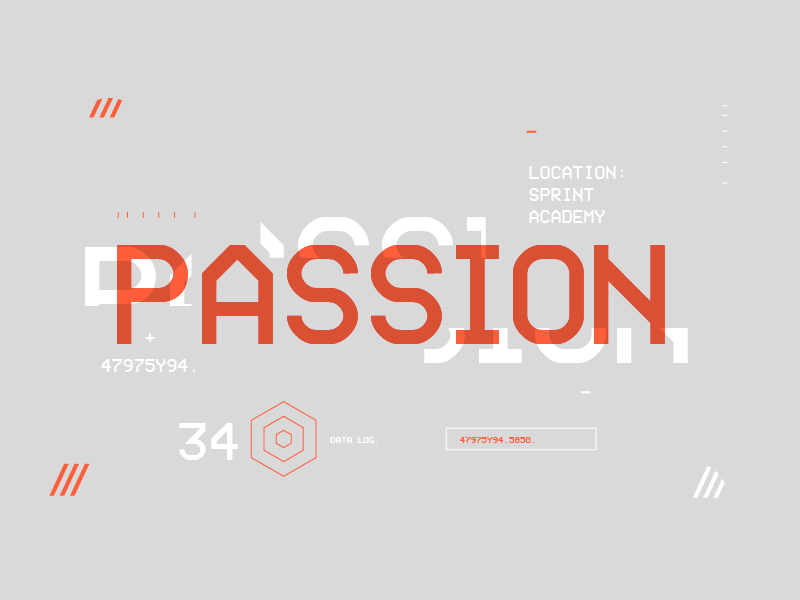 LOCATION:
SPRINT
ACADEMY
PASSION
+
47975Y94.
34
DATA LOG.
47975Y94.5850.